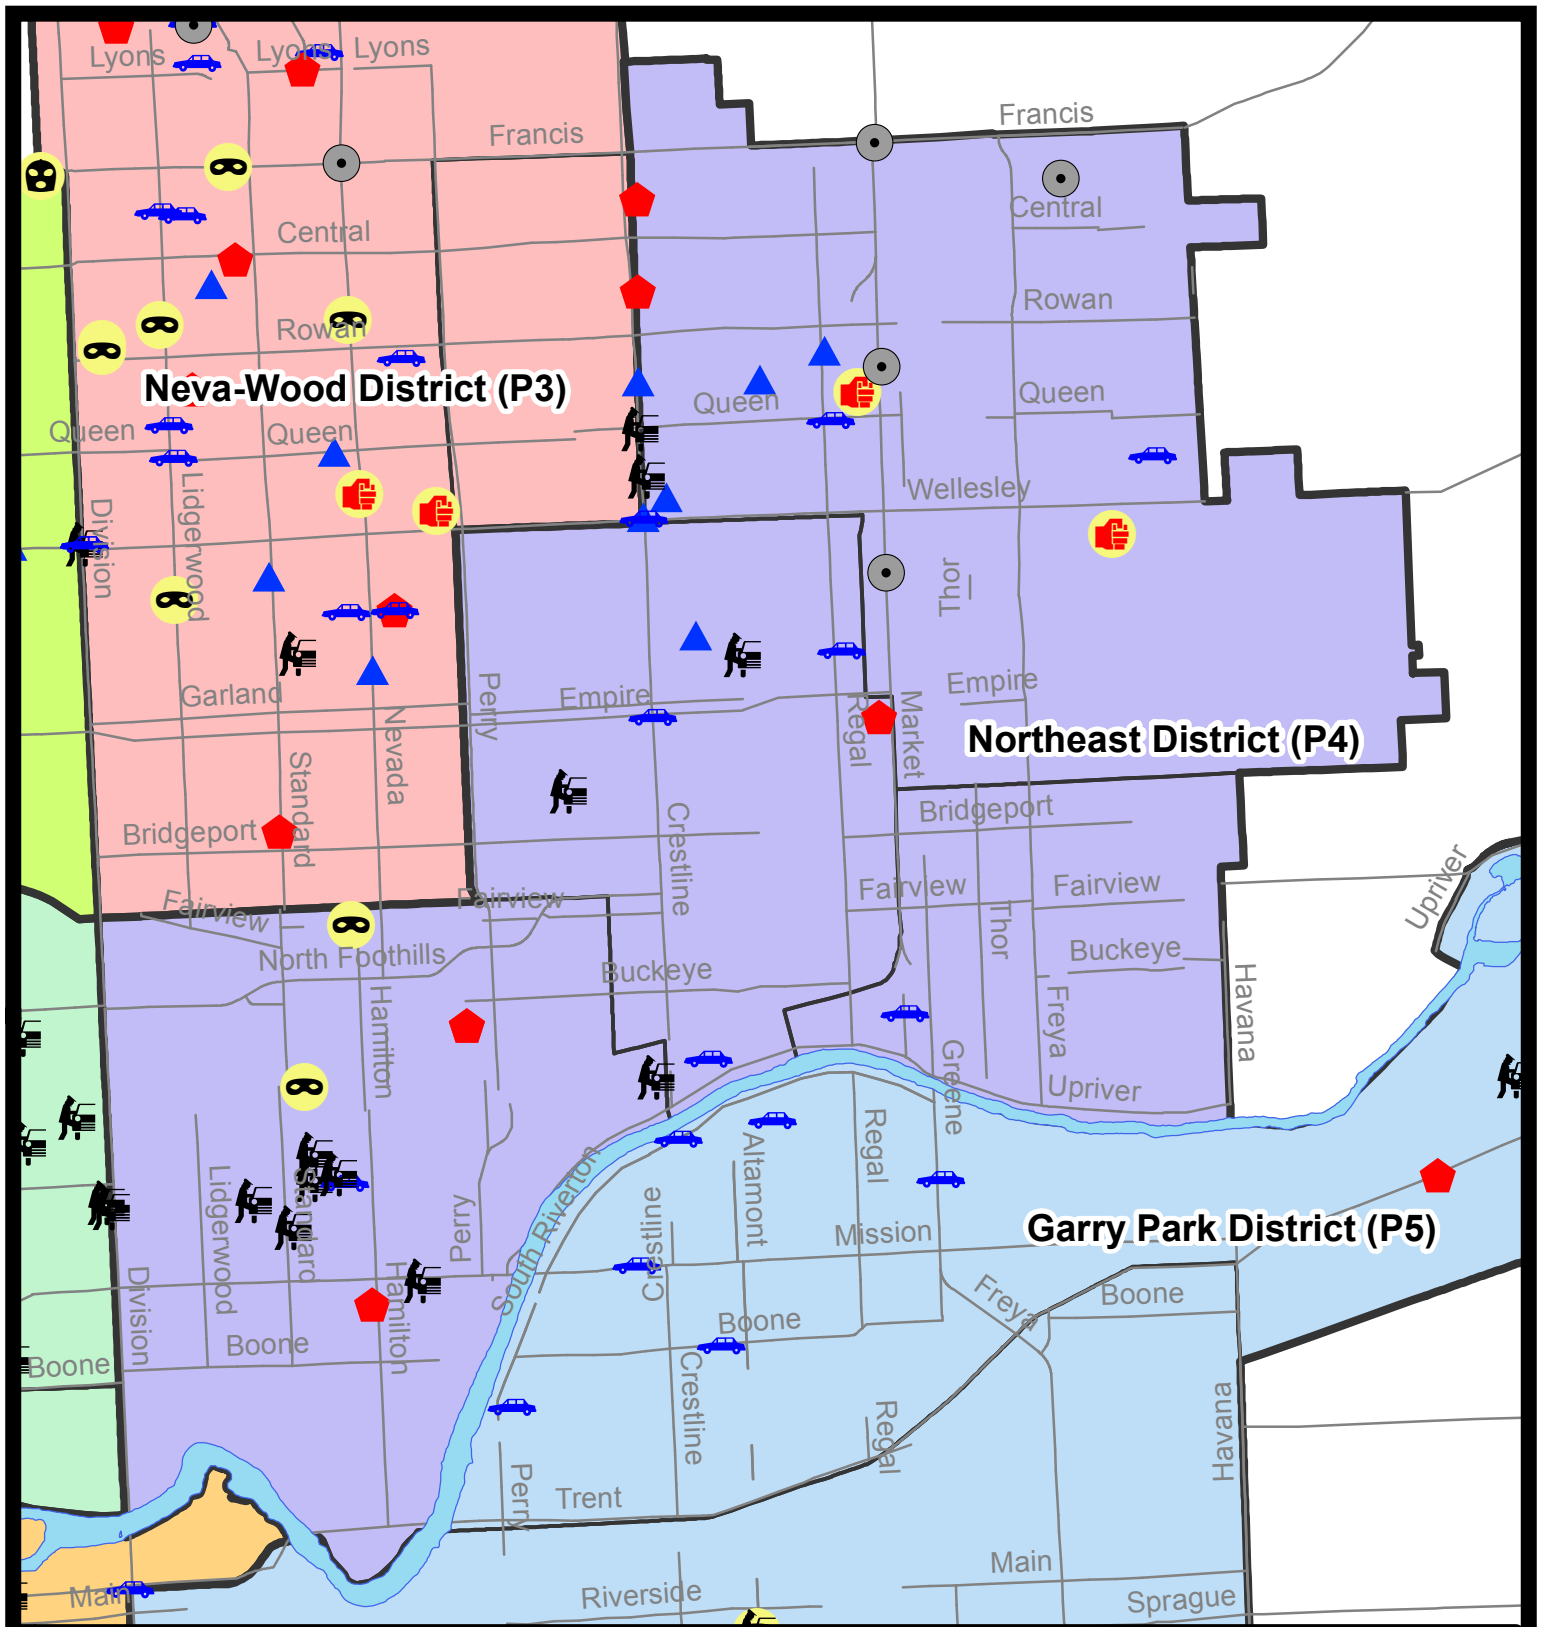 Lyons
Lyons
Lyons
Francis
Francis
Central
Central
Rowan
Rowan
Neva-Wood District (P3)
Queen
Queen
Queen
Queen
Wellesley
Division
Lidgerwood
Thor
Garland
Empire
Empire
Perry
Nevada
Regal
Market
Northeast District (P4)
Standard
Bridgeport
Bridgeport
Crestline
Fairview
Fairview
Fairview
Fairview
Upriver
North Foothills
Buckeye
Buckeye
Thor
Havana
Hamilton
Freya
Greene
Upriver
Regal
Altamont
Lidgerwood
Standard
Perry
South Riverton
Crestline
Mission
Garry Park District (P5)
Division
Hamilton
Freya
Boone
Boone
Boone
Boone
Crestline
Regal
Havana
Perry
Trent
Main
Main
Riverside
Sprague